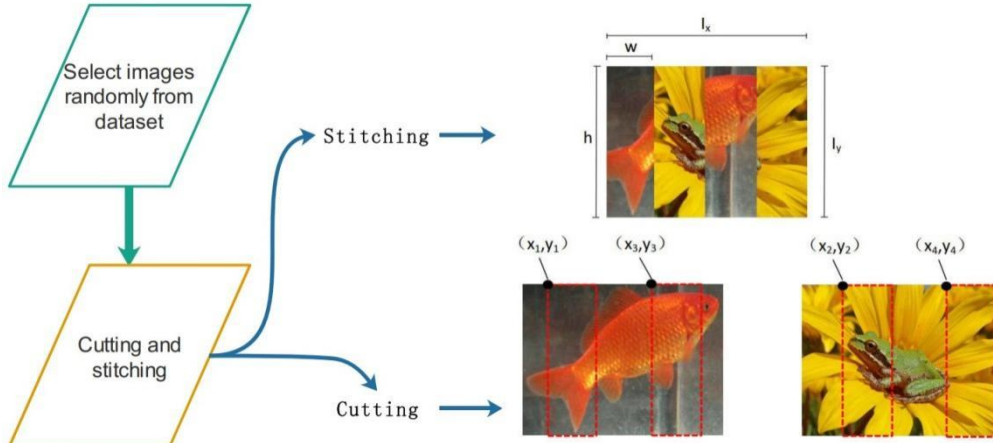 Select images
randomly from
dataset
Cutting and
stitching
Stitching
Cutting
lₓ
w
h
lᵧ
(x₁,y₁)
(x₃,y₃)
(x₂,y₂)
(x₄,y₄)